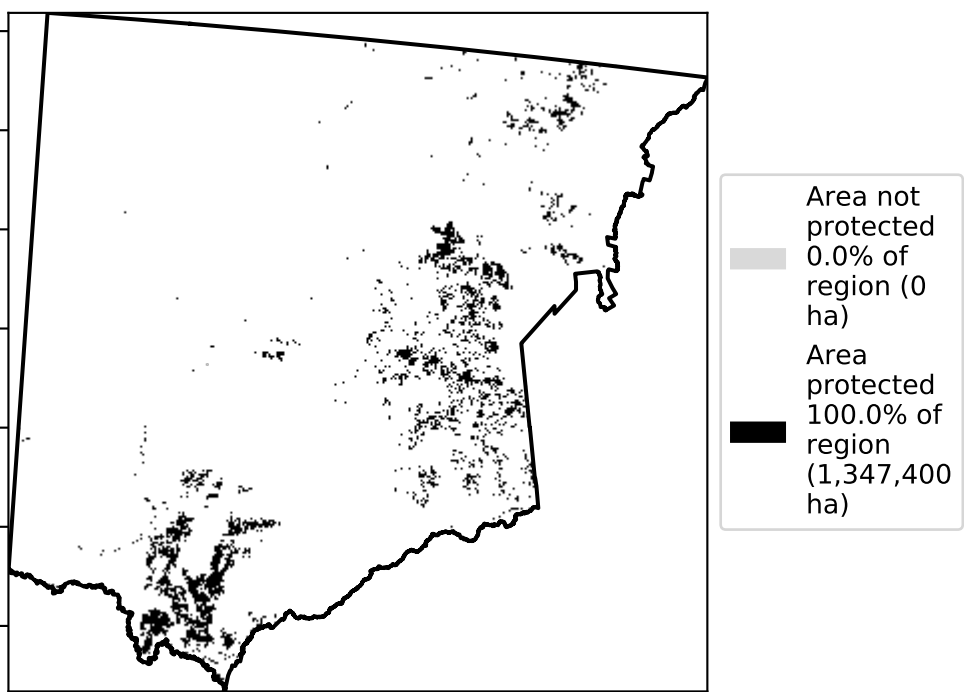 Area not
protected
0.0% of
region (0
ha)
Area
protected
100.0% of
region
(1,347,400
ha)